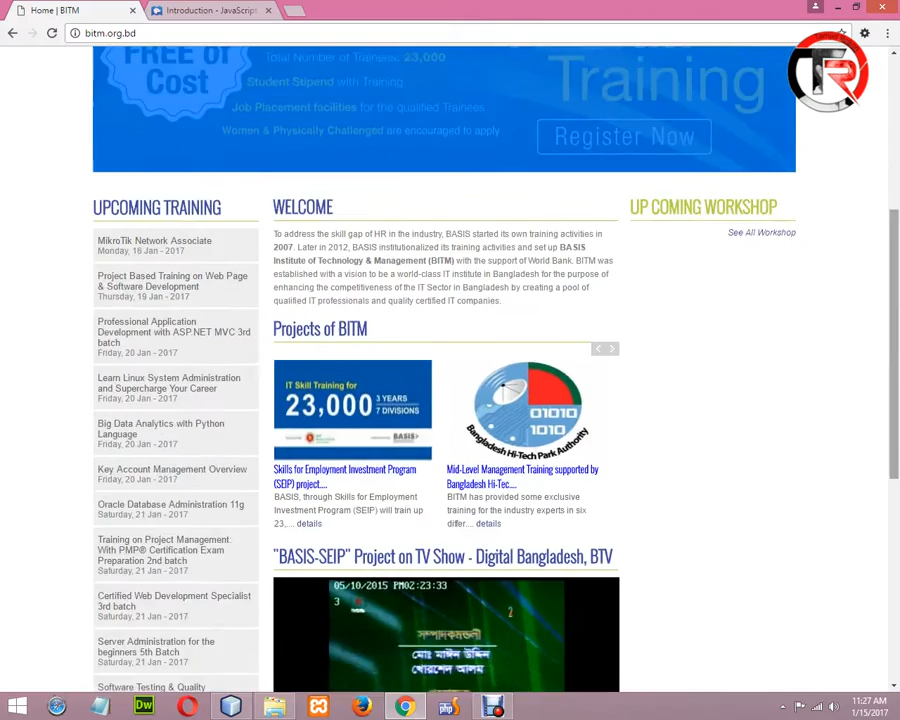 Home | BITM
Introduction - JavaScript
bitm.org.bd
FREE of
Cost
Total Number of Trainees: 23,000
Student Stipend with Training
Job Placement facilities for the qualified Trainees
Women & Physically Challenged are encouraged to apply
Training
Register Now
TR
UPCOMING TRAINING
MikroTik Network Associate
Monday, 16 Jan - 2017
Project Based Training on Web Page
& Software Development
Thursday, 19 Jan - 2017
Professional Application
Development with ASP.NET MVC 3rd
batch
Friday, 20 Jan - 2017
Learn Linux System Administration
and Supercharge Your Career
Friday, 20 Jan - 2017
Big Data Analytics with Python
Language
Friday, 20 Jan - 2017
Key Account Management Overview
Friday, 20 Jan - 2017
Oracle Database Administration 11g
Saturday, 21 Jan - 2017
Training on Project Management:
With PMP® Certification Exam
Preparation 2nd batch
Saturday, 21 Jan - 2017
Certified Web Development Specialist
3rd batch
Saturday, 21 Jan - 2017
Server Administration for the
beginners 5th Batch
Saturday, 21 Jan - 2017
Software Testing & Quality
WELCOME
To address the skill gap of HR in the industry, BASIS started its own training activities in
2007. Later in 2012, BASIS institutionalized its training activities and set up BASIS
Institute of Technology & Management (BITM) with the support of World Bank. BITM was
established with a vision to be a world-class IT institute in Bangladesh for the purpose of
enhancing the competitiveness of the IT Sector in Bangladesh by creating a pool of
qualified IT professionals and quality certified IT companies.
Projects of BITM
IT Skill Training for
23,000 3 YEARS
7 DIVISIONS
BASIS
Skills for Employment Investment Program
(SEIP) project....
BASIS, through Skills for Employment
Investment Program (SEIP) will train up
23,... details
01010
1010
Bangladesh Hi-Tech Park Authority
Mid-Level Management Training supported by
Bangladesh Hi-Tec....
BITM has provided some exclusive
training for the industry experts in six
differ.... details
"BASIS-SEIP" Project on TV Show - Digital Bangladesh, BTV
05/10/2015 PM02:23:33
3
2
সম্পাদকমন্ডলী
মোঃ মাঈন উদ্দিন
খোরশেদ আলম
UP COMING WORKSHOP
See All Workshop
Dw
php
11:27 AM
1/15/2017